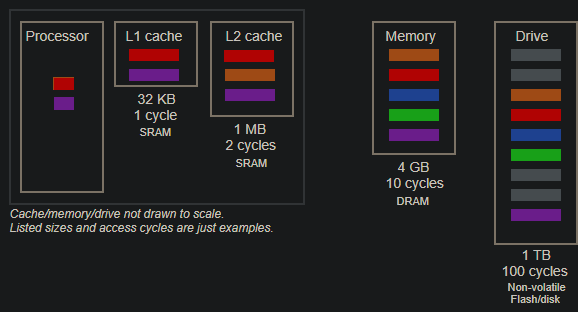 Processor
L1 cache
32 KB
1 cycle
SRAM
L2 cache
1 MB
2 cycles
SRAM
Memory
4 GB
10 cycles
DRAM
Drive
1 TB
100 cycles
Non-volatile
Flash/disk
Cache/memory/drive not drawn to scale.
Listed sizes and access cycles are just examples.